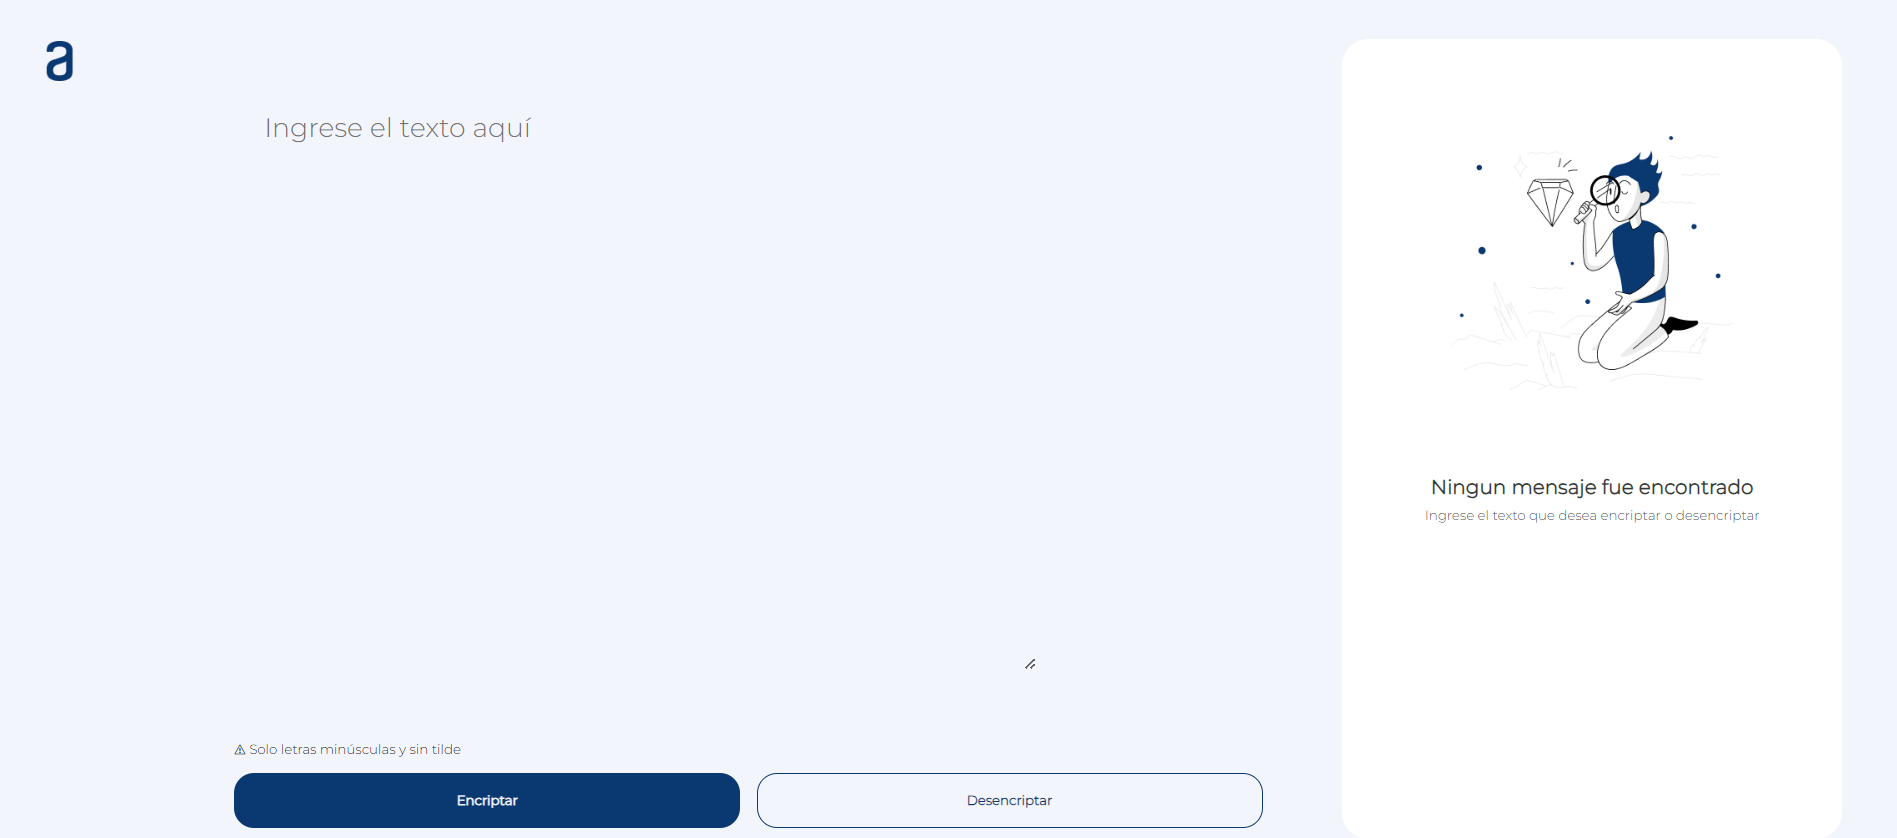 a
Ingrese el texto aquí
Solo letras minúsculas y sin tilde
Encriptar
Desencriptar
Ningun mensaje fue encontrado
Ingrese el texto que desea encriptar o desencriptar